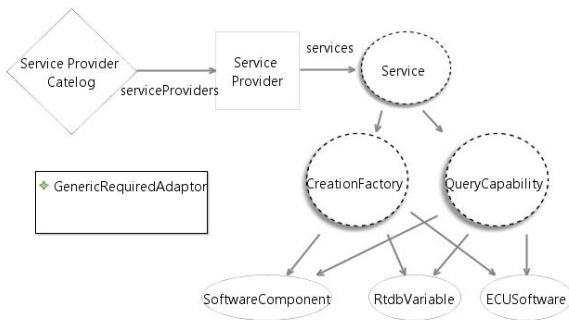 Service Provider
Catelog
serviceProviders
Service
Provider
services
Service
GenericRequiredAdaptor
CreationFactory
QueryCapability
SoftwareComponent
RtdbVariable
ECUSoftware